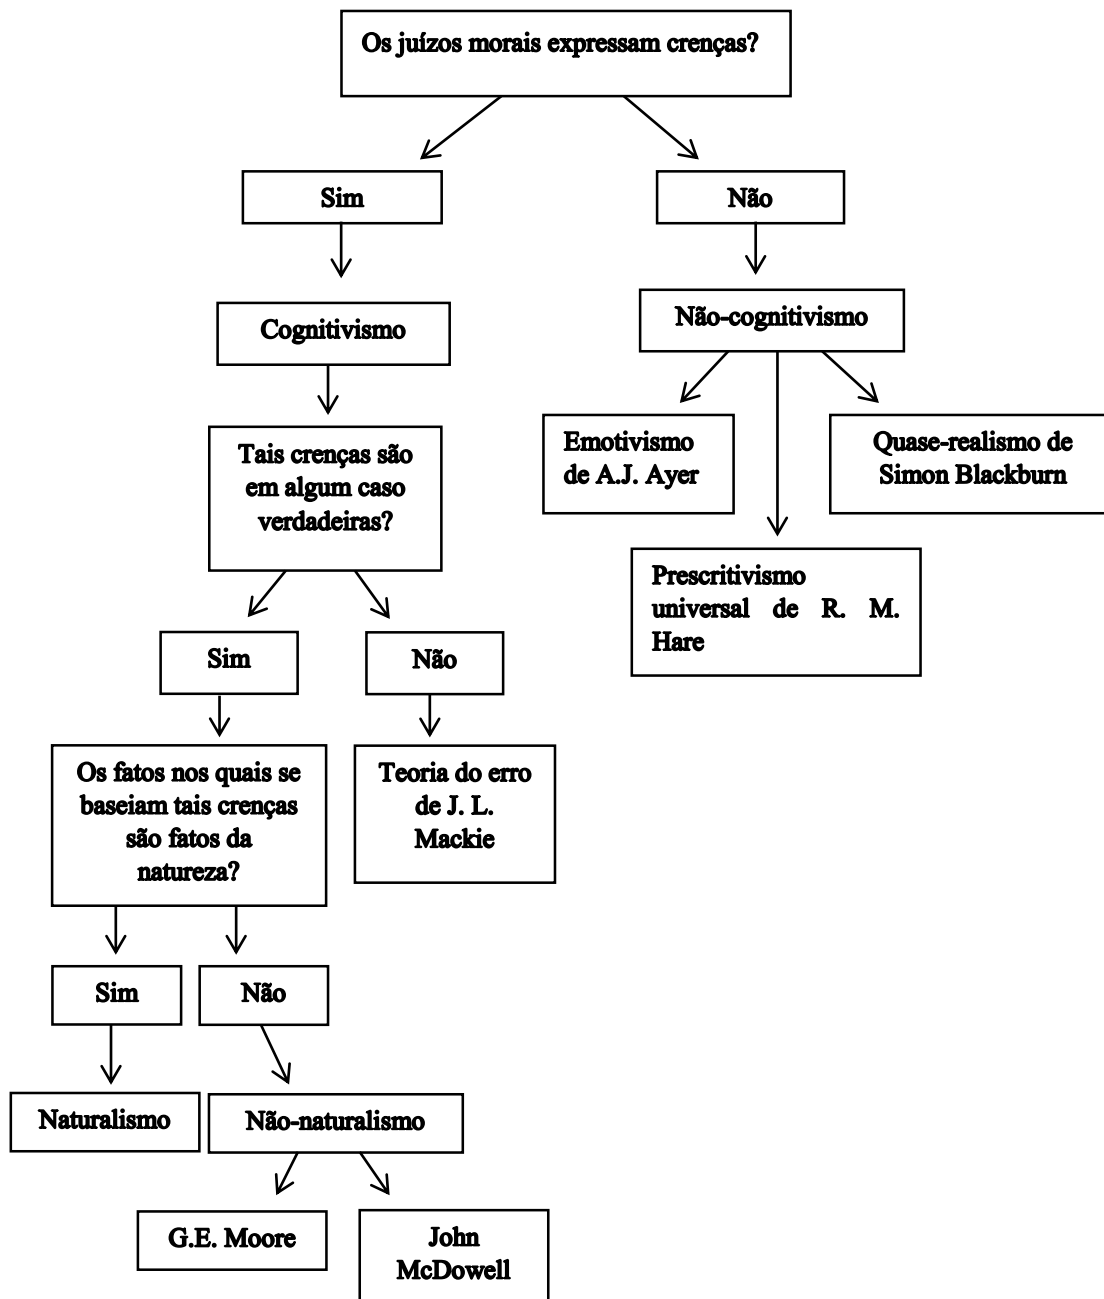 Os juízos morais expressam crenças?
Sim
Não
Cognitivismo
Não-cognitivismo
Tais crenças são
em algum caso
verdadeiras?
Emotivismo
de A.J. Ayer
Quase-realismo de
Simon Blackburn
Prescritivismo
universal de R. M.
Hare
Sim
Não
Os fatos nos quais se
baseiam tais crenças
são fatos da
natureza?
Teoria do erro
de J. L.
Mackie
Sim
Não
Naturalismo
Não-naturalismo
G.E. Moore
John
McDowell